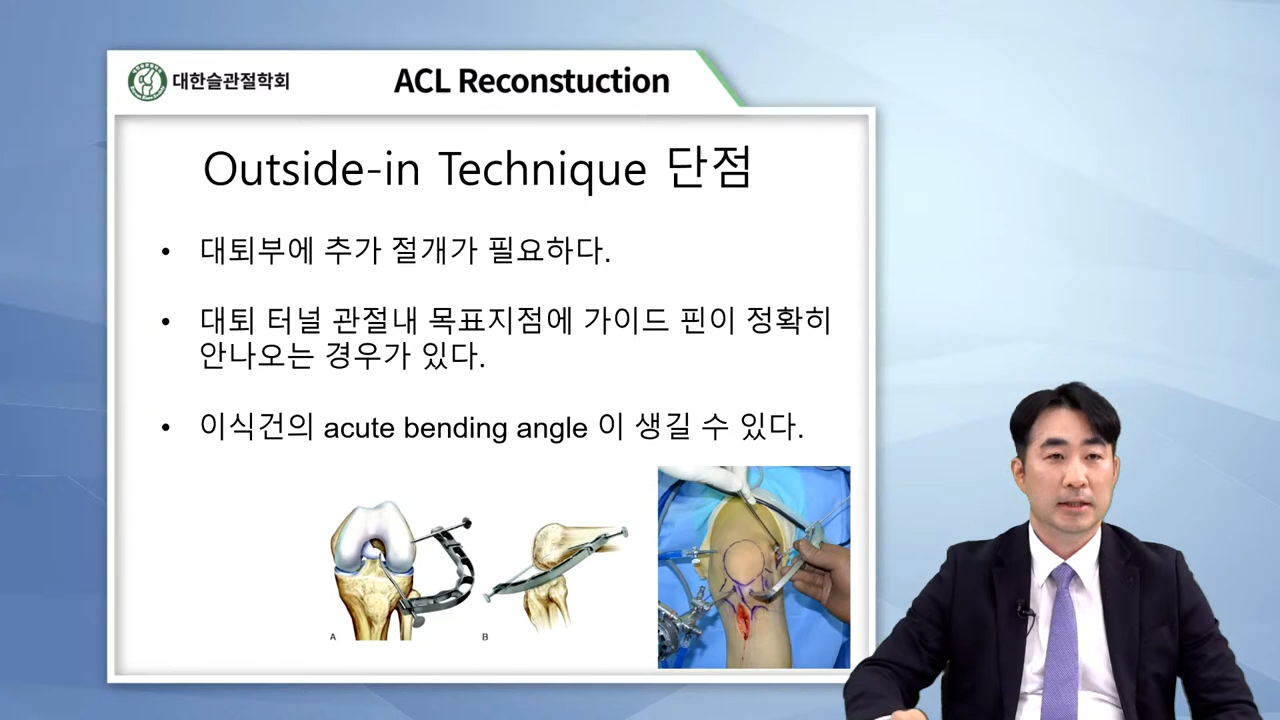 대한슬관절학회
ACL Reconstuction
Outside-in Technique 단점
• 대퇴부에 추가 절개가 필요하다.
• 대퇴 터널 관절내 목표지점에 가이드 핀이 정확히
안나오는 경우가 있다.
• 이식건의 acute bending angle 이 생길 수 있다.
A
B